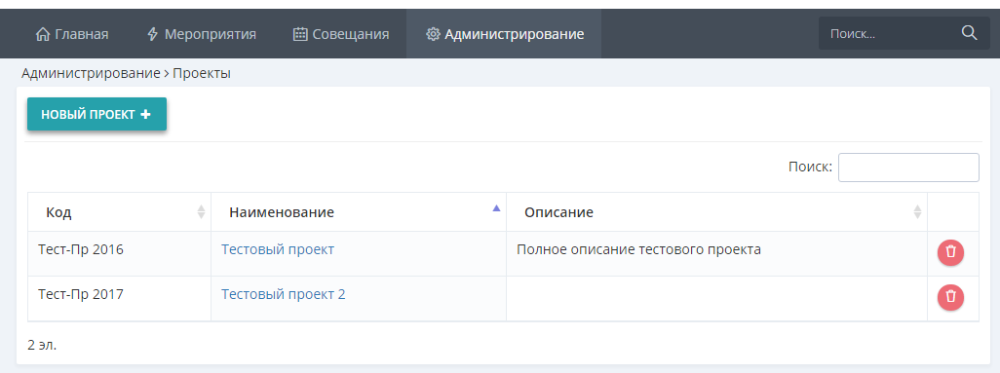 Главная Мероприятия Совещания Администрирование Поиск...
Администрирование > Проекты
НОВЫЙ ПРОЕКТ +
Поиск:
Код Наименование Описание
Тест-Пр 2016 Тестовый проект Полное описание тестового проекта
Тест-Пр 2017 Тестовый проект 2
2 эл.